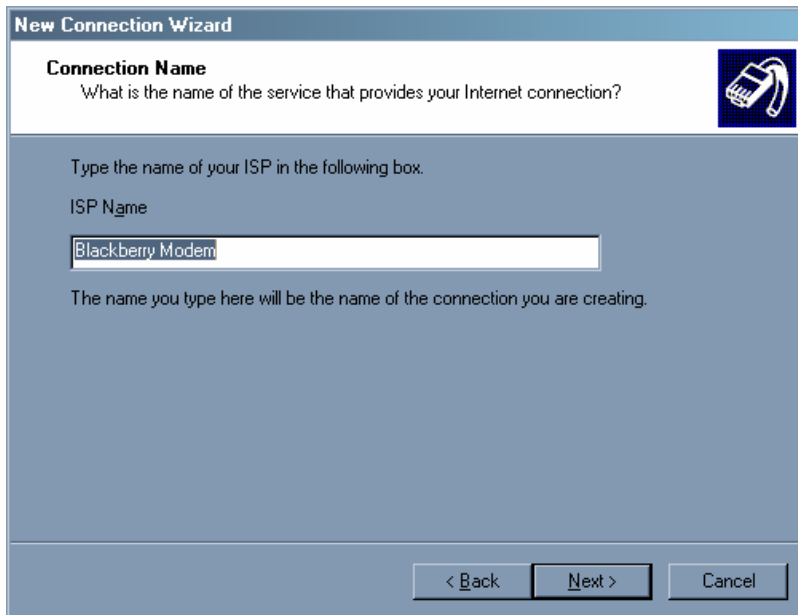 New Connection Wizard
Connection Name
What is the name of the service that provides your Internet connection?
Type the name of your ISP in the following box.
ISP Name
Blackberry Modem
The name you type here will be the name of the connection you are creating.
< Back Next > Cancel